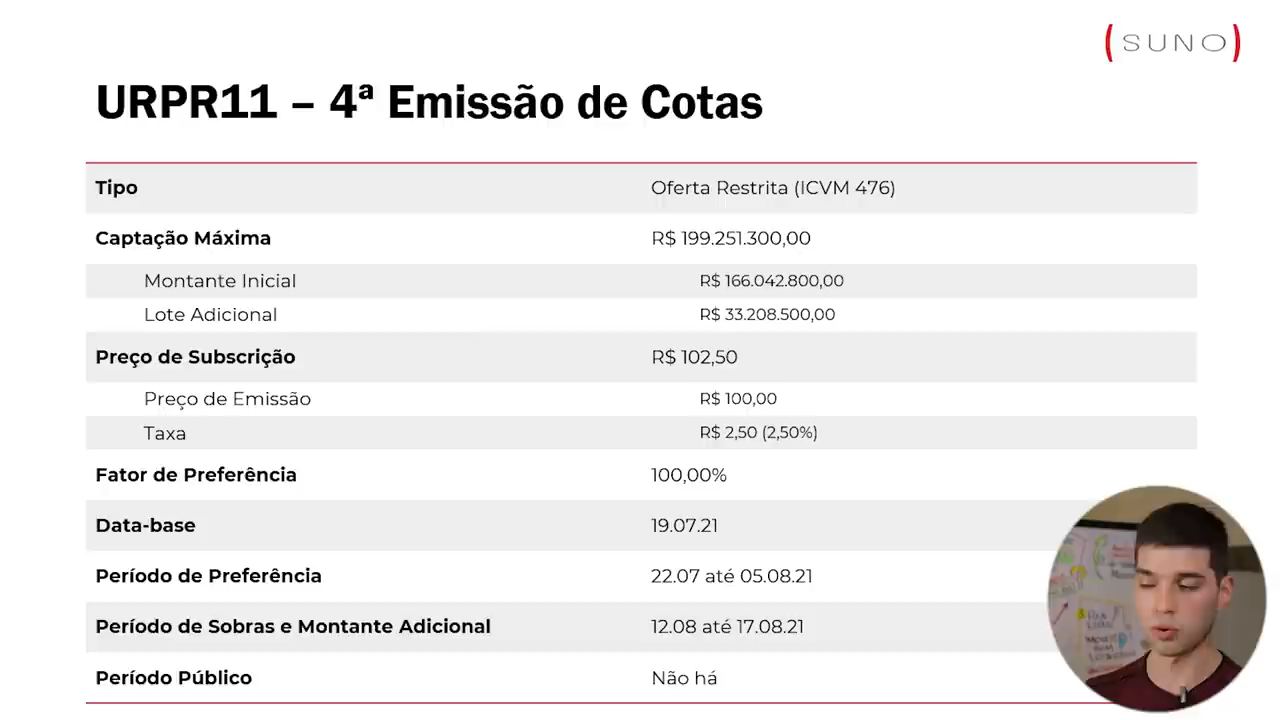 (SUNO)
URPR11 – 4ª Emissão de Cotas
Tipo Oferta Restrita (ICVM 476)
Captação Máxima R$ 199.251.300,00
Montante Inicial R$ 166.042.800,00
Lote Adicional R$ 33.208.500,00
Preço de Subscrição R$ 102,50
Preço de Emissão R$ 100,00
Taxa R$ 2,50 (2,50%)
Fator de Preferência 100,00%
Data-base 19.07.21
Período de Preferência 22.07 até 05.08.21
Período de Sobras e Montante Adicional 12.08 até 17.08.21
Período Público Não há